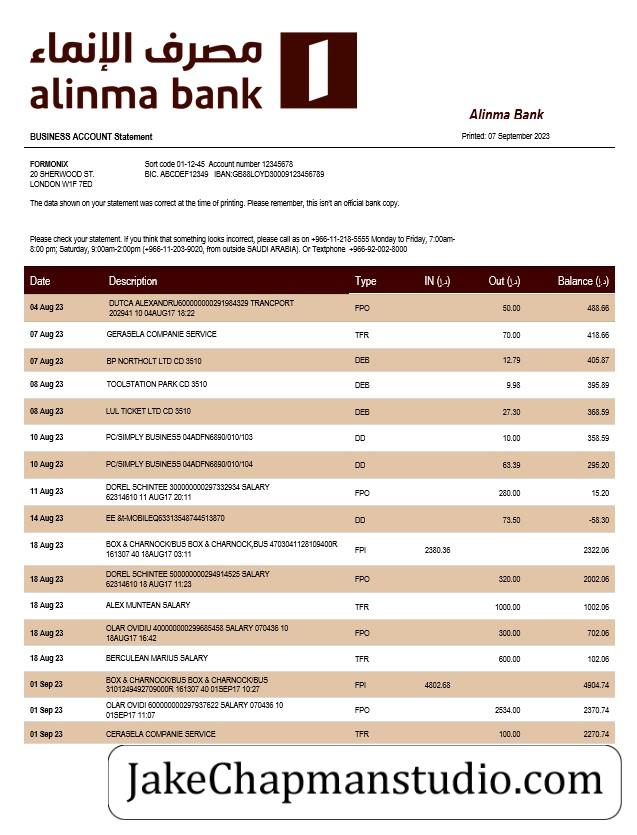 مصرف الإنماء
alinma bank
Alinma Bank
BUSINESS ACCOUNT Statement
Printed: 07 September 2023
FORMONIX
Sort code 01-12-45 Account number 12345678
20 SHERWOOD ST.
BIC. ABCDEF12349 IBAN:GB88LOYD30009123456789
LONDON W1F 7ED
The data shown on your statement was correct at the time of printing. Please remember, this isn't an official bank copy.
Please check your statement. If you think that something looks incorrect, please call as on +966-11-218-5555 Monday to Friday, 7:00am-
8:00 pm; Saturday, 9:00am-2:00pm (+966-11-203-9020, from outside SAUDI ARABIA). Or Textphone +966-92-002-8000
Date Description Type IN (د.إ) Out (د.إ) Balance (د.إ)
04 Aug 23 DUTCA ALEXANDRU600000000291984329 TRANCPORT FPO 50.00 488.66
202941 10 04AUG17 18:22
07 Aug 23 GERASELA COMPANIE SERVICE TFR 70.00 418.66
07 Aug 23 BP NORTHOLT LTD CD 3510 DEB 12.79 405.87
08 Aug 23 TOOLSTATION PARK CD 3510 DEB 9.98 395.89
08 Aug 23 LUL TICKET LTD CD 3510 DEB 27.30 368.59
10 Aug 23 PC/SIMPLY BUSINESS 04ADFN6890/010/103 DD 10.00 358.59
10 Aug 23 PC/SIMPLY BUSINESS 04ADFN6890/010/104 DD 63.39 295.20
11 Aug 23 DOREL SCHINTEE 300000000297332934 SALARY FPO 280.00 15.20
62314610 11 AUG17 20:11
14 Aug 23 EE &t-MOBILEQ63313548744513870 DD 73.50 -58.30
18 Aug 23 BOX & CHARNOCK/BUS BOX & CHARNOCK,BUS 4703041128109400R FPI 2380.36 2322.06
161307 40 18AUG17 03:11
18 Aug 23 DOREL SCHINTEE 500000000294914525 SALARY FPO 320.00 2002.06
62314610 18 AUG17 11:23
18 Aug 23 ALEX MUNTEAN SALARY TFR 1000.00 1002.06
18 Aug 23 OLAR OVIDIU 400000000299685458 SALARY 070436 10 FPO 300.00 702.06
18AUG17 16:42
18 Aug 23 BERCULEAN MARIUS SALARY TFR 600.00 102.06
01 Sep 23 BOX & CHARNOCK/BUS BOX & CHARNOCK/BUS FPI 4802.68 4904.74
3101249492709000R 161307 40 01SEP17 10:27
01 Sep 23 OLAR OVIDI 600000000297937622 SALARY 070436 10 FPO 2534.00 2370.74
01SEP17 11:07
01 Sep 23 CERASELA COMPANIE SERVICE TFR 100.00 2270.74
JakeChapmanstudio.com